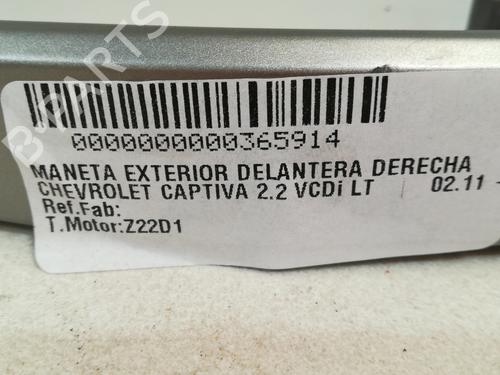 B-PARTS
0000000000365914
MANETA EXTERIOR DELANTERA DERECHA
CHEVROLET CAPTIVA 2.2 VCDi LT 02.11 -
Ref.Fab:
T.Motor:Z22D1